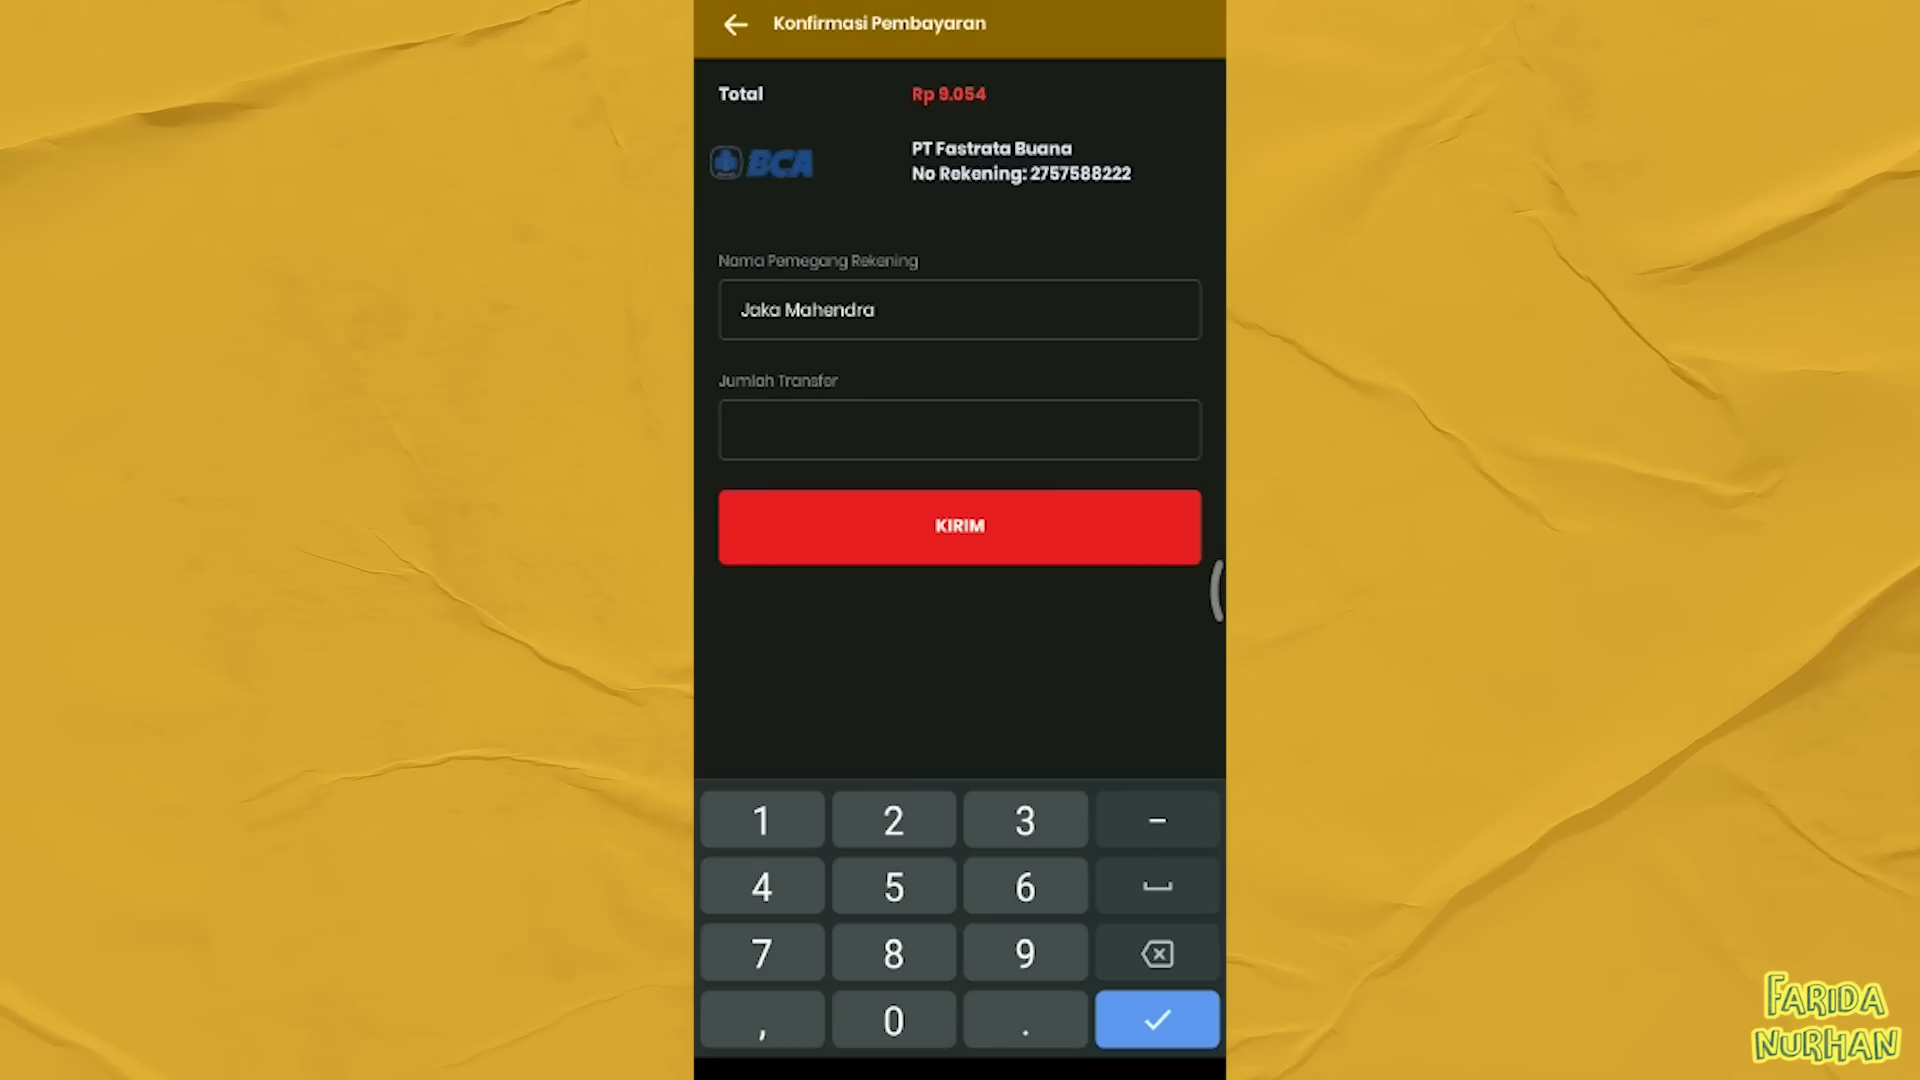 Konfirmasi Pembayaran
Total
Rp 9.054
BCA
PT Fastrata Buana
No Rekening: 2757588222
Nama Pemegang Rekening
Jaka Mahendra
Jumlah Transfer
KIRIM
1 2 3 -
4 5 6
7 8 9
, 0 .
FARIDA
NURHAN